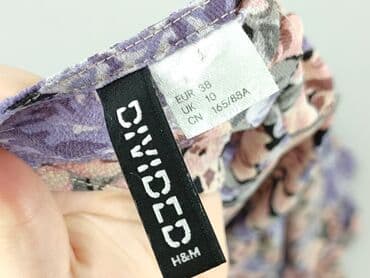 EUR 38
UK 10
CN 165/88A
DIVIDED
H&M